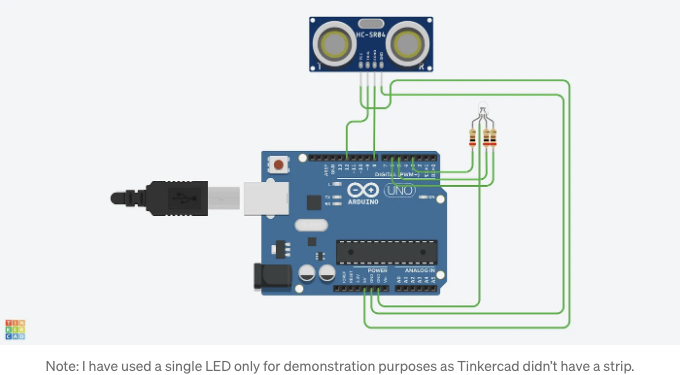 HC-SR04
DIGITAL (PWM~)
L
TX
RX
ARDUINO
UNO
ON
POWER
ANALOG IN
TIN
KER
CAD
Note: I have used a single LED only for demonstration purposes as Tinkercad didn't have a strip.